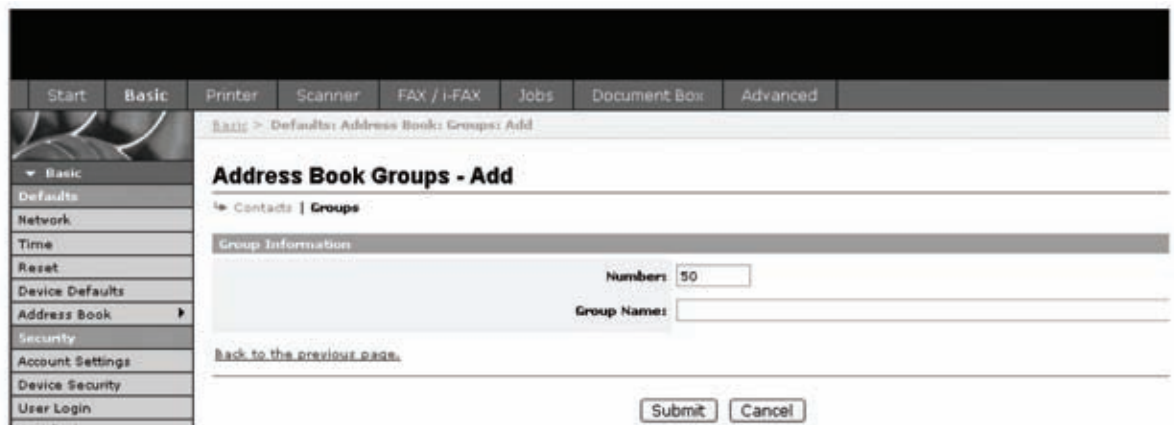 Start Basic Printer Scanner FAX / i-FAX Jobs Document Box Advanced
Basic > Defaults: Address Book: Groups: Add
Basic
Defaults
Network
Time
Reset
Device Defaults
Address Book
Security
Account Settings
Device Security
User Login
Address Book Groups - Add
Contacts | Groups
Group Information
Number: 50
Group Name:
Back to the previous page.
Submit Cancel